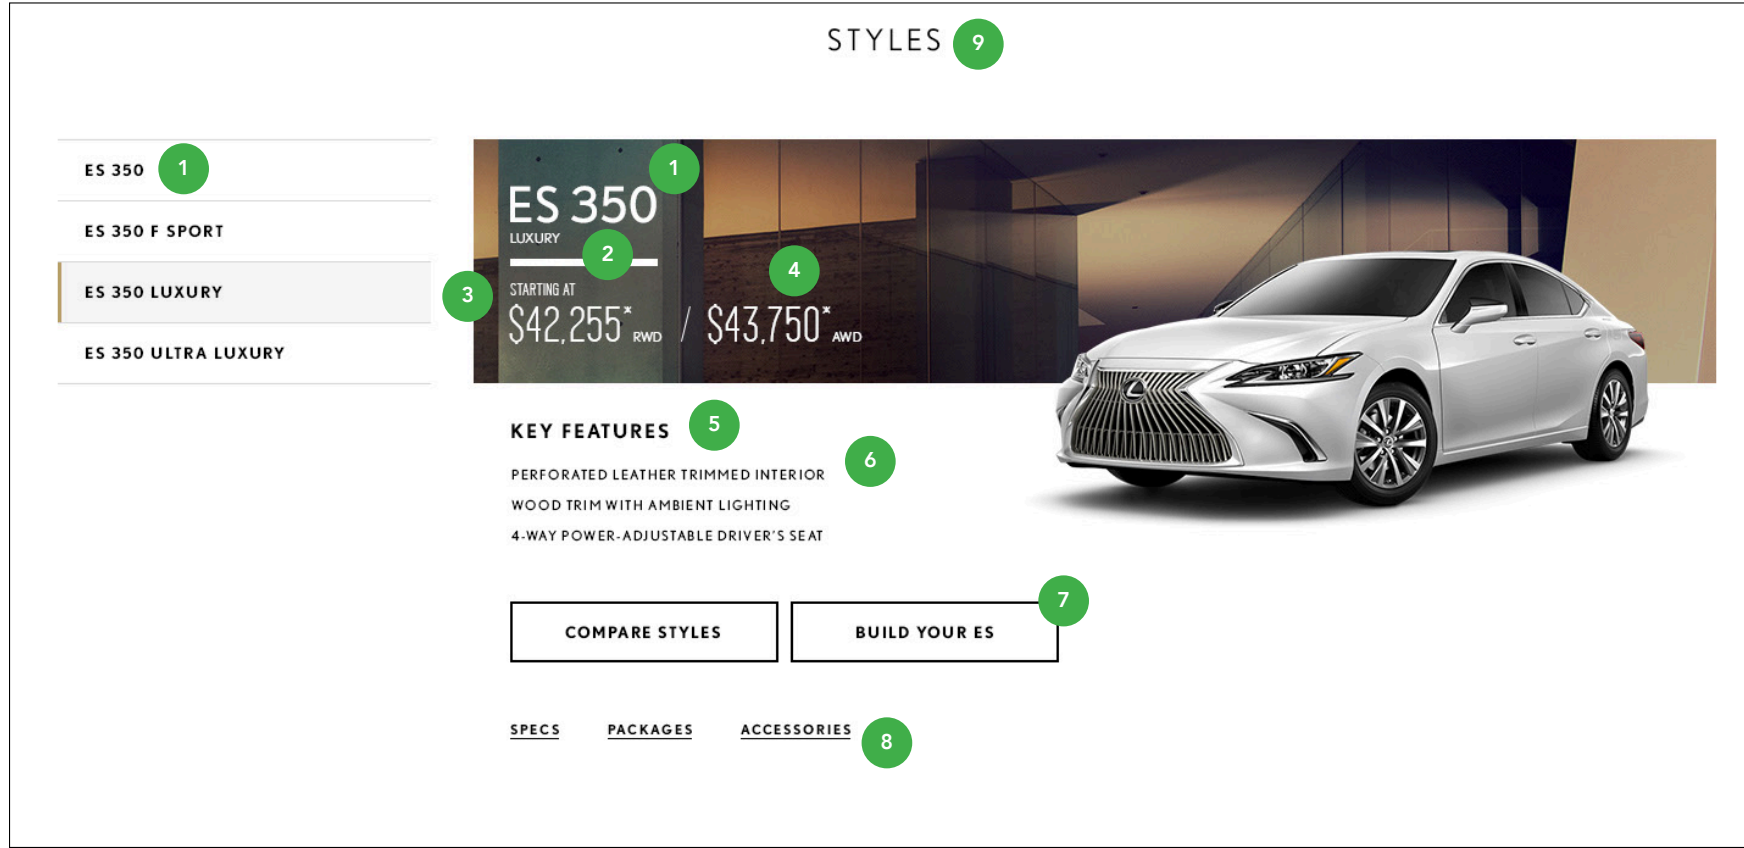 STYLES 9
ES 350 1
ES 350 F SPORT
ES 350 LUXURY
ES 350 ULTRA LUXURY
1
ES 350
LUXURY
2
3
4
STARTING AT
$42,255* RWD / $43,750* AWD
KEY FEATURES 5
6
PERFORATED LEATHER TRIMMED INTERIOR
WOOD TRIM WITH AMBIENT LIGHTING
4-WAY POWER-ADJUSTABLE DRIVER'S SEAT
7
COMPARE STYLES BUILD YOUR ES
SPECS PACKAGES ACCESSORIES 8